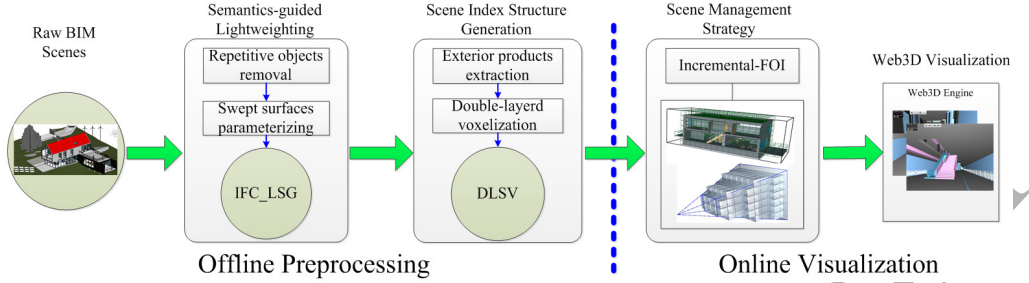 Raw BIM
Scenes
Semantics-guided
Lightweighting
Repetitive objects
removal
Swept surfaces
parameterizing
IFC_LSG
Scene Index Structure
Generation
Exterior products
extraction
Double-layerd
voxelization
DLSV
Scene Management
Strategy
Incremental-FOI
Web3D Visualization
Web3D Engine
Offline Preprocessing
Online Visualization